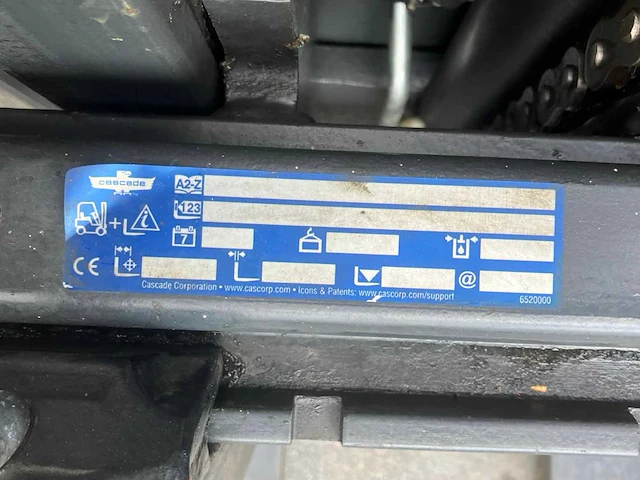 cascade
A2-Z
123
7
CE
@
Cascade Corporation • www.cascorp.com • Icons & Patents: www.cascorp.com/support
6520000